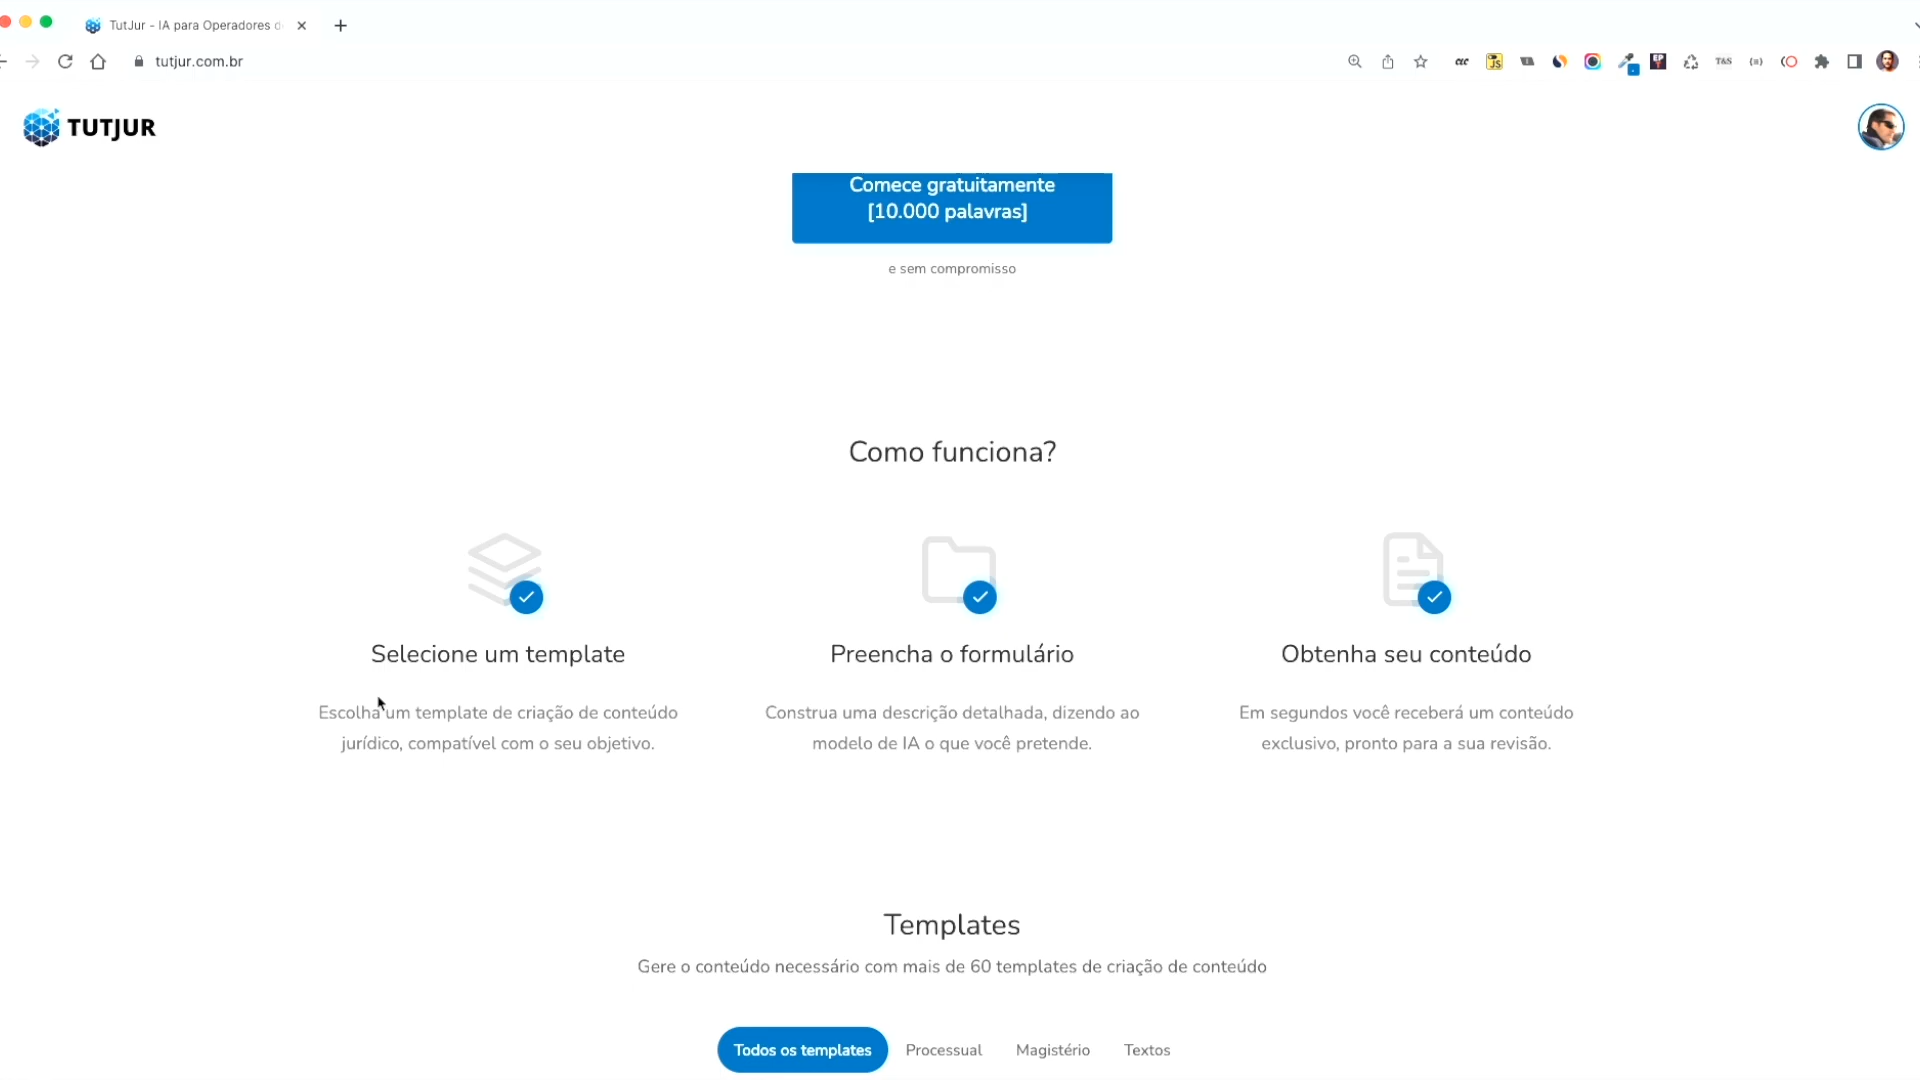 TutJur - IA para Operadores d
tutjur.com.br
TUTJUR
Comece gratuitamente
[10.000 palavras]
e sem compromisso
Como funciona?
Selecione um template
Escolha um template de criação de conteúdo
jurídico, compatível com o seu objetivo.
Preencha o formulário
Construa uma descrição detalhada, dizendo ao
modelo de IA o que você pretende.
Obtenha seu conteúdo
Em segundos você receberá um conteúdo
exclusivo, pronto para a sua revisão.
Templates
Gere o conteúdo necessário com mais de 60 templates de criação de conteúdo
Todos os templates
Processual
Magistério
Textos